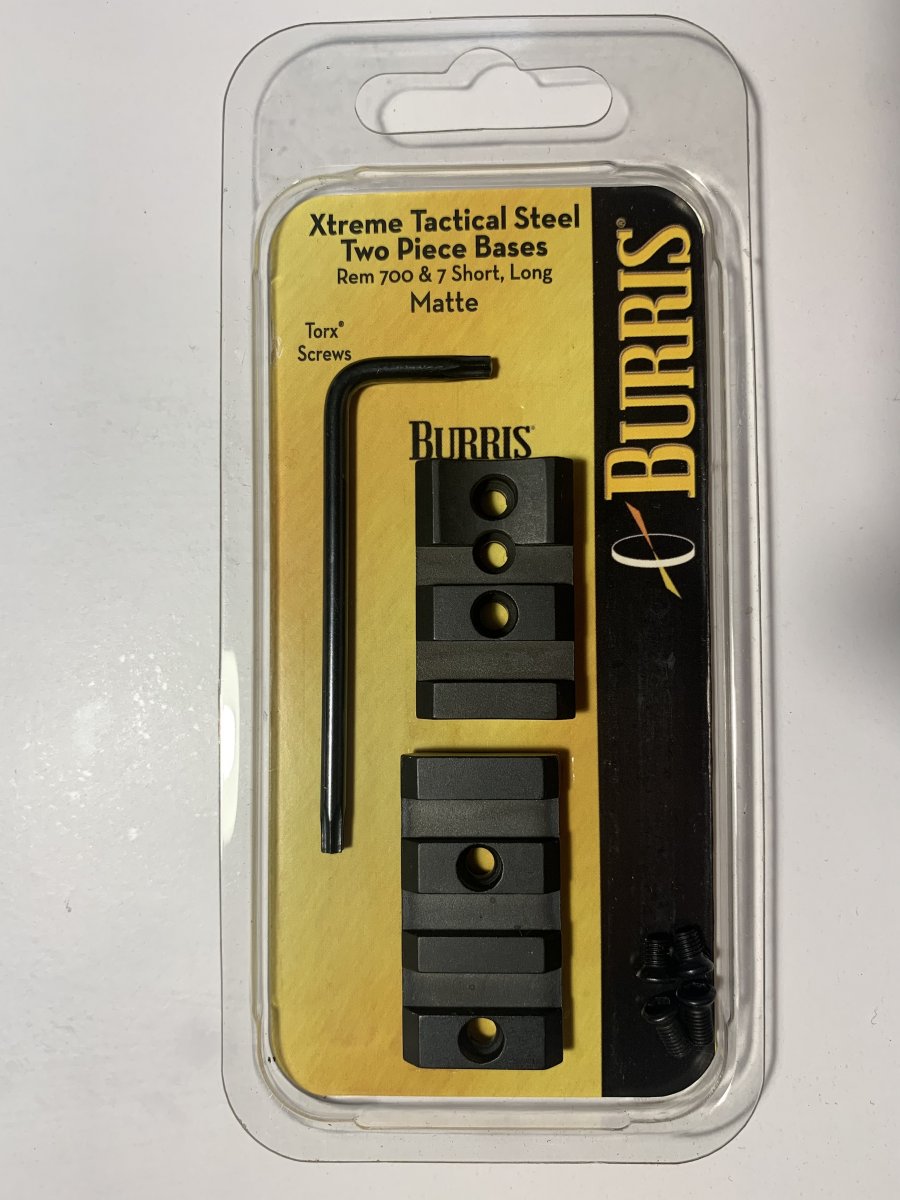 Xtreme Tactical Steel
Two Piece Bases
Rem 700 & 7 Short, Long
Matte
Torx®
Screws
BURRIS®
BURRIS®